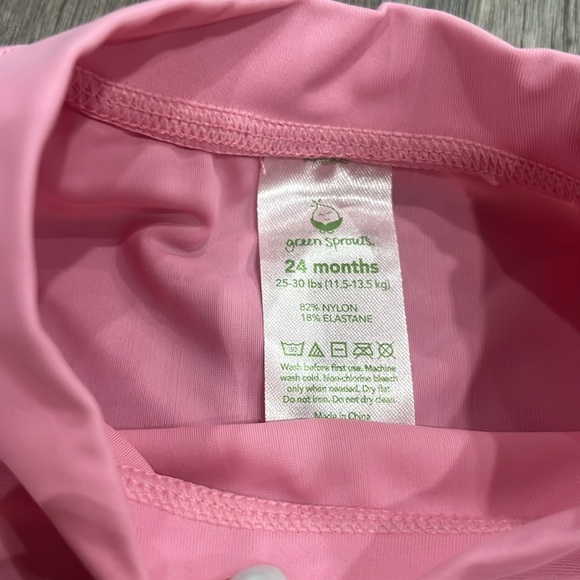 green sprouts
24 months
25-30 lbs (11.5-13.5 kg)
82% NYLON
18% ELASTANE
Wash before first use. Machine
wash cold. Non-chlorine bleach
only when needed. Dry flat.
Do not iron. Do not dry clean.
Made in China